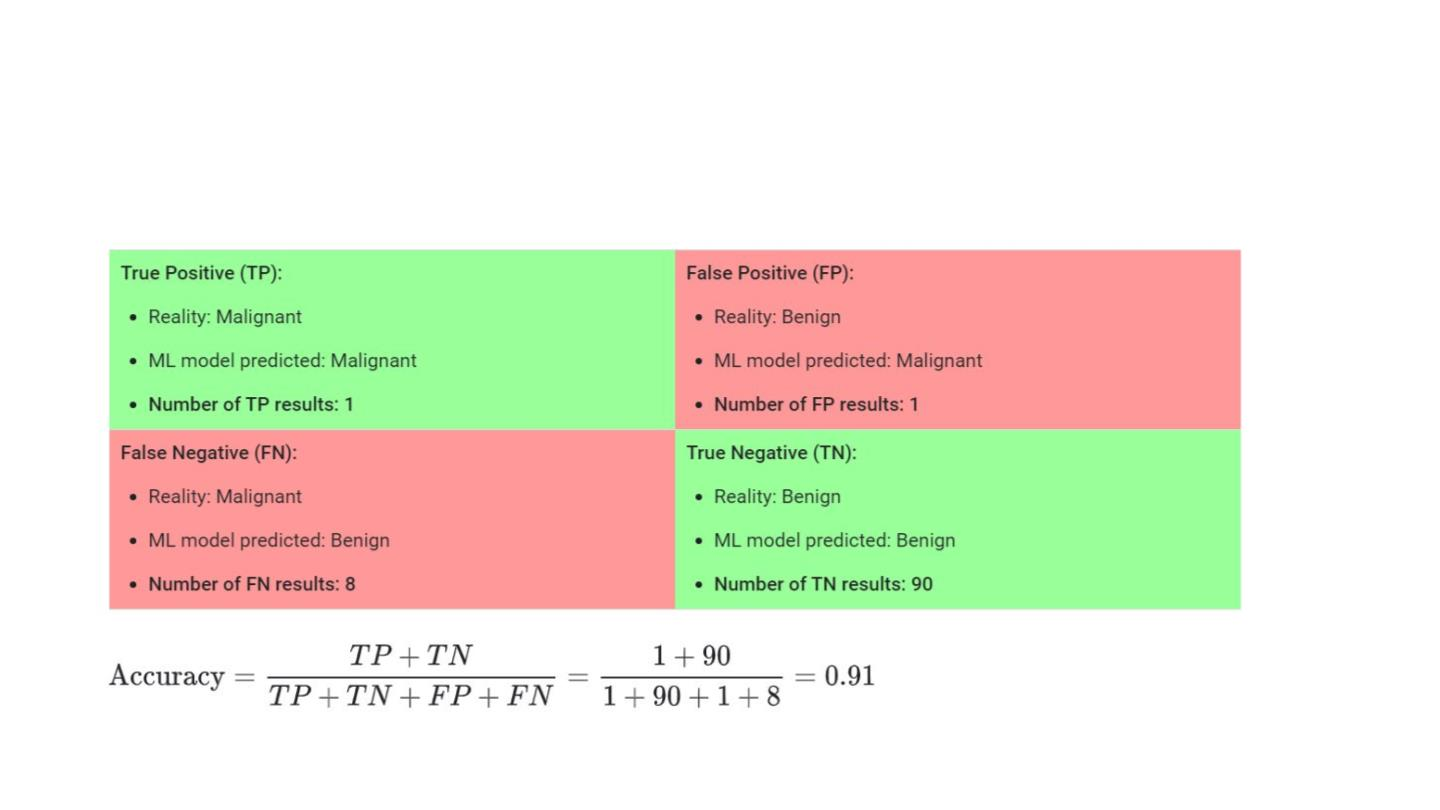 True Positive (TP):
• Reality: Malignant
• ML model predicted: Malignant
• Number of TP results: 1
False Positive (FP):
• Reality: Benign
• ML model predicted: Malignant
• Number of FP results: 1
False Negative (FN):
• Reality: Malignant
• ML model predicted: Benign
• Number of FN results: 8
True Negative (TN):
• Reality: Benign
• ML model predicted: Benign
• Number of TN results: 90
Accuracy = \frac{TP + TN}{TP + TN + FP + FN} = \frac{1 + 90}{1 + 90 + 1 + 8} = 0.91